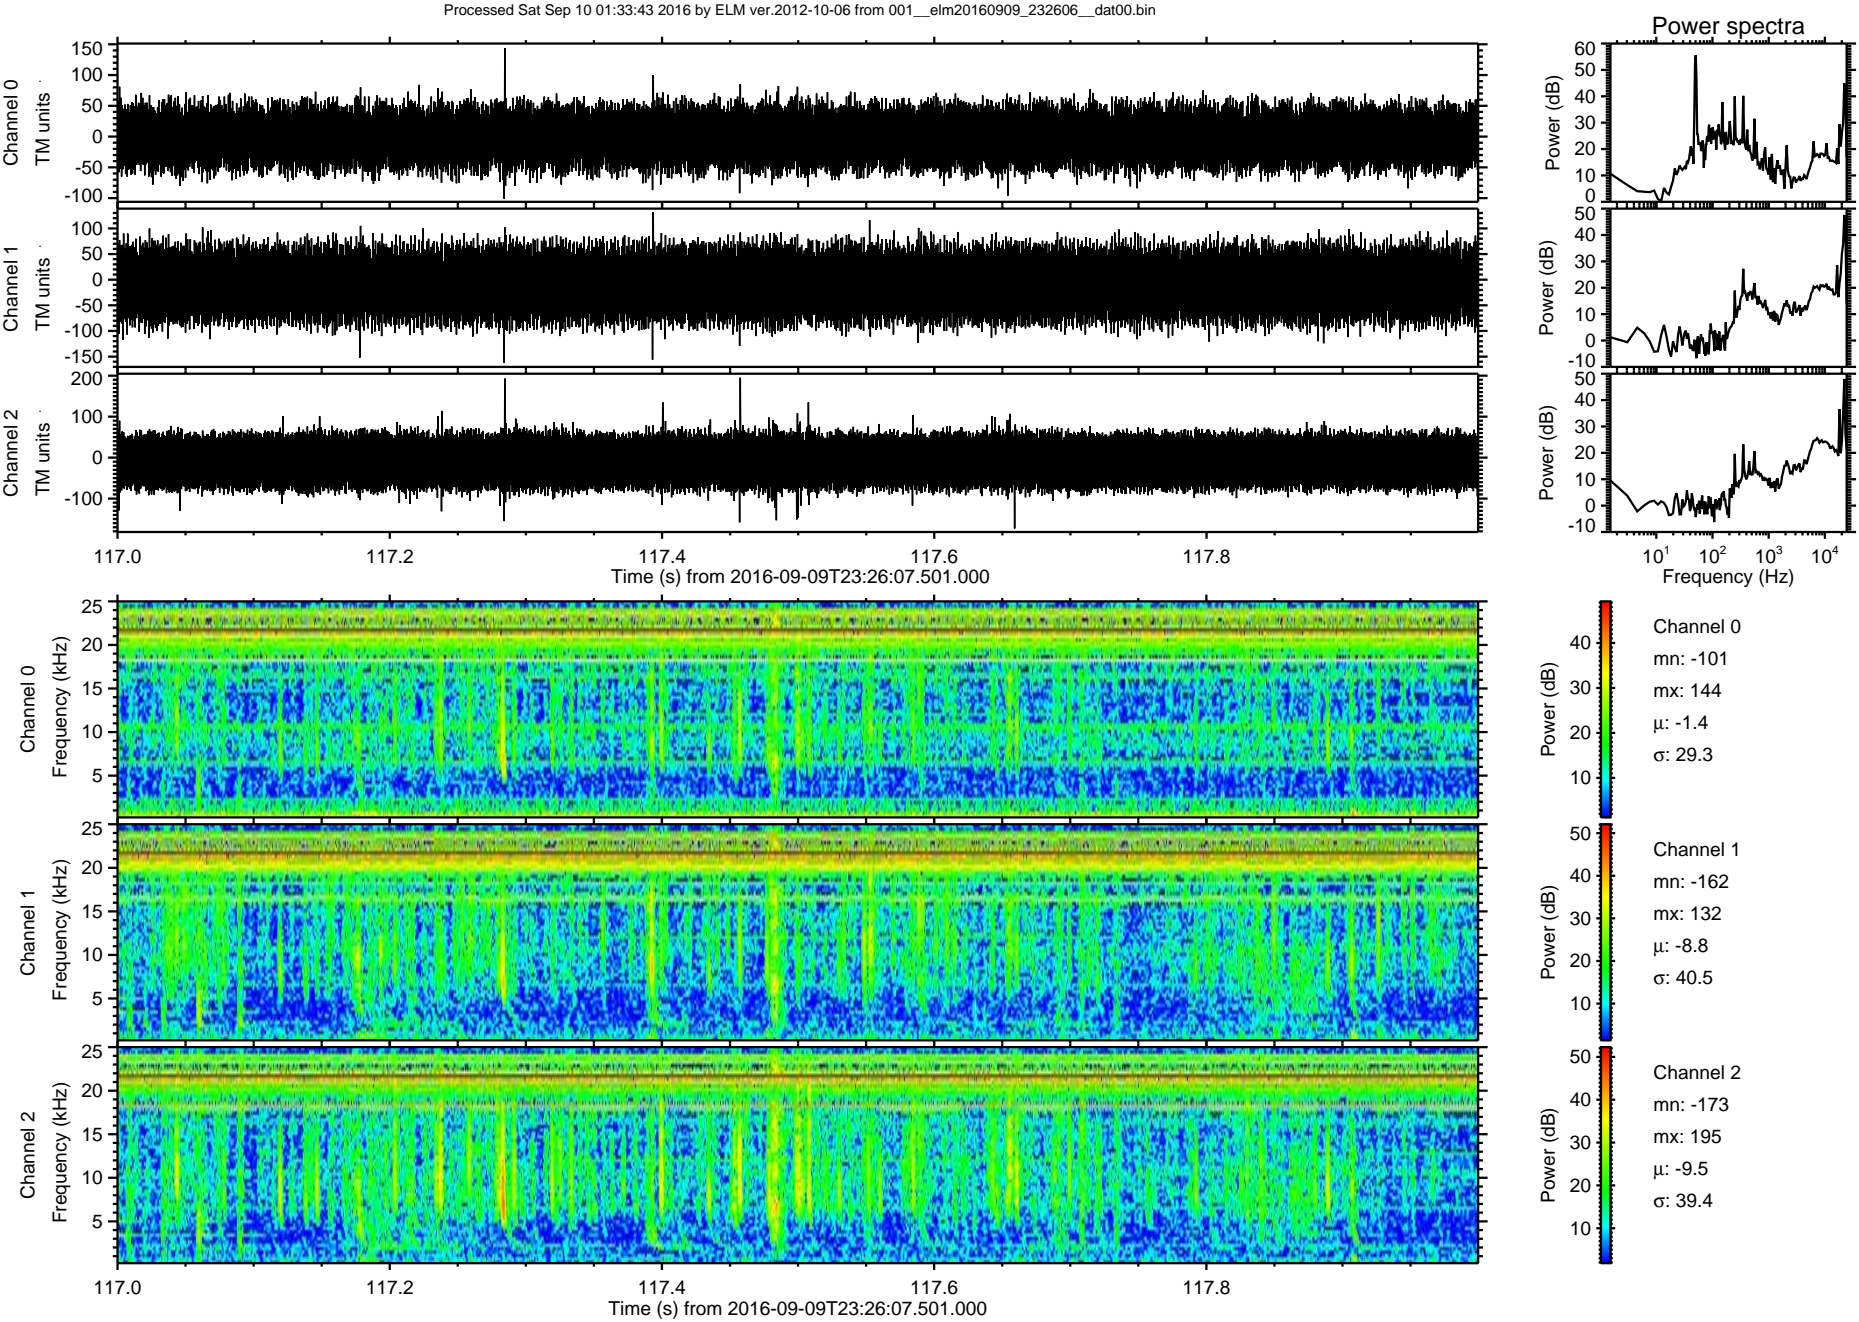 Processed Sat Sep 10 01:33:43 2016 by ELM ver.2012-10-06 from 001__elm20160909_232606__dat00.bin
Power spectra
Channel 0
TM units
150
100
50
0
-50
-100
Power (dB)
60
50
40
30
20
10
0
Channel 1
TM units
100
50
0
-50
-100
-150
Power (dB)
50
40
30
20
10
0
-10
Channel 2
TM units
200
100
0
-100
Power (dB)
50
40
30
20
10
0
-10
117.0 117.2 117.4 117.6 117.8
Time (s) from 2016-09-09T23:26:07.501.000
10^1 10^2 10^3 10^4
Frequency (Hz)
Channel 0
Frequency (kHz)
25
20
15
10
5
Power (dB)
40
30
20
10
Channel 0
mn: -101
mx: 144
μ: -1.4
σ: 29.3
Channel 1
Frequency (kHz)
25
20
15
10
5
Power (dB)
50
40
30
20
10
Channel 1
mn: -162
mx: 132
μ: -8.8
σ: 40.5
Channel 2
Frequency (kHz)
25
20
15
10
5
Power (dB)
50
40
30
20
10
Channel 2
mn: -173
mx: 195
μ: -9.5
σ: 39.4
117.0 117.2 117.4 117.6 117.8
Time (s) from 2016-09-09T23:26:07.501.000